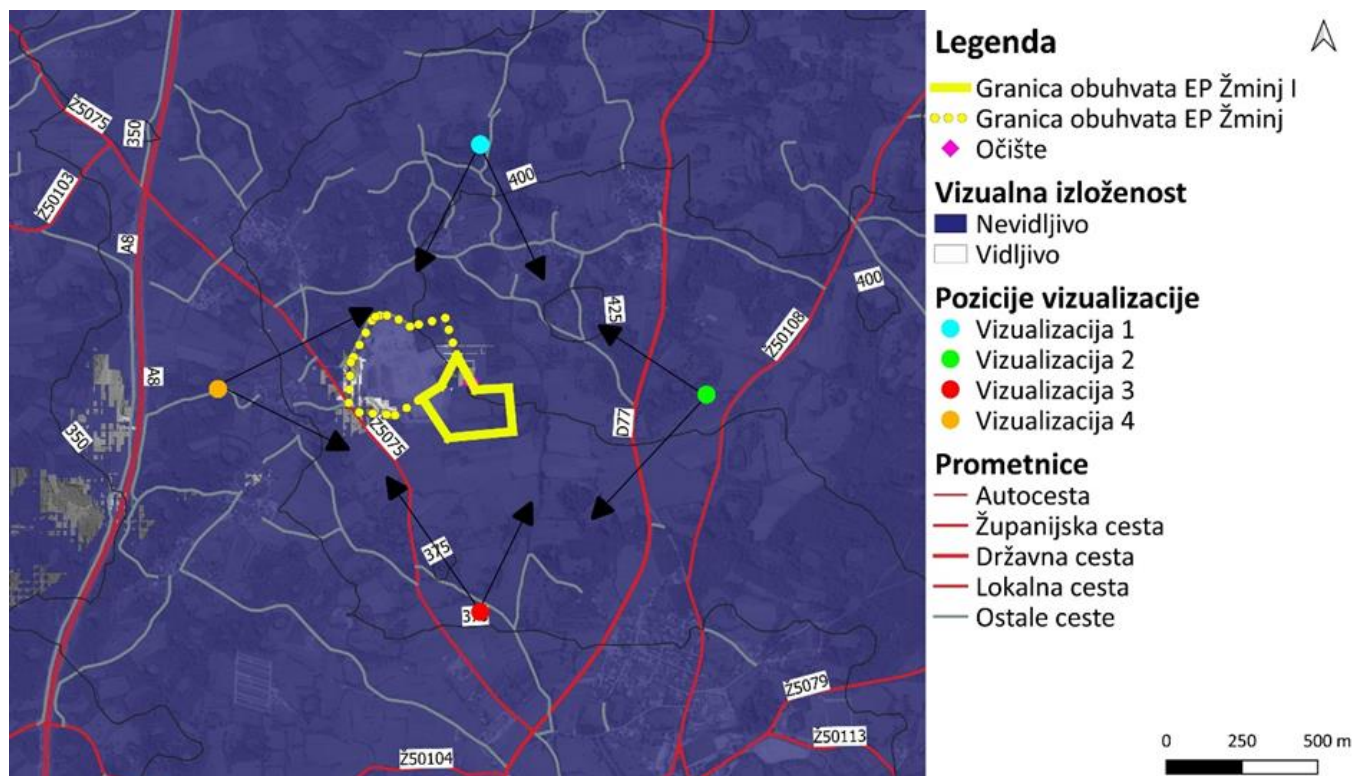 Legenda
Granica obuhvata EP Žminj I
Granica obuhvata EP Žminj
Očište
Vizualna izloženost
Nevidljivo
Vidljivo
Pozicije vizualizacije
Vizualizacija 1
Vizualizacija 2
Vizualizacija 3
Vizualizacija 4
Prometnice
Autocesta
Županijska cesta
Državna cesta
Lokalna cesta
Ostale ceste
0 250 500 m
Ž5075
350
Ž50103
A8
400
400
425
Ž50108
A8
350
Ž5075
D77
375
Ž5079
Ž50104
Ž50113